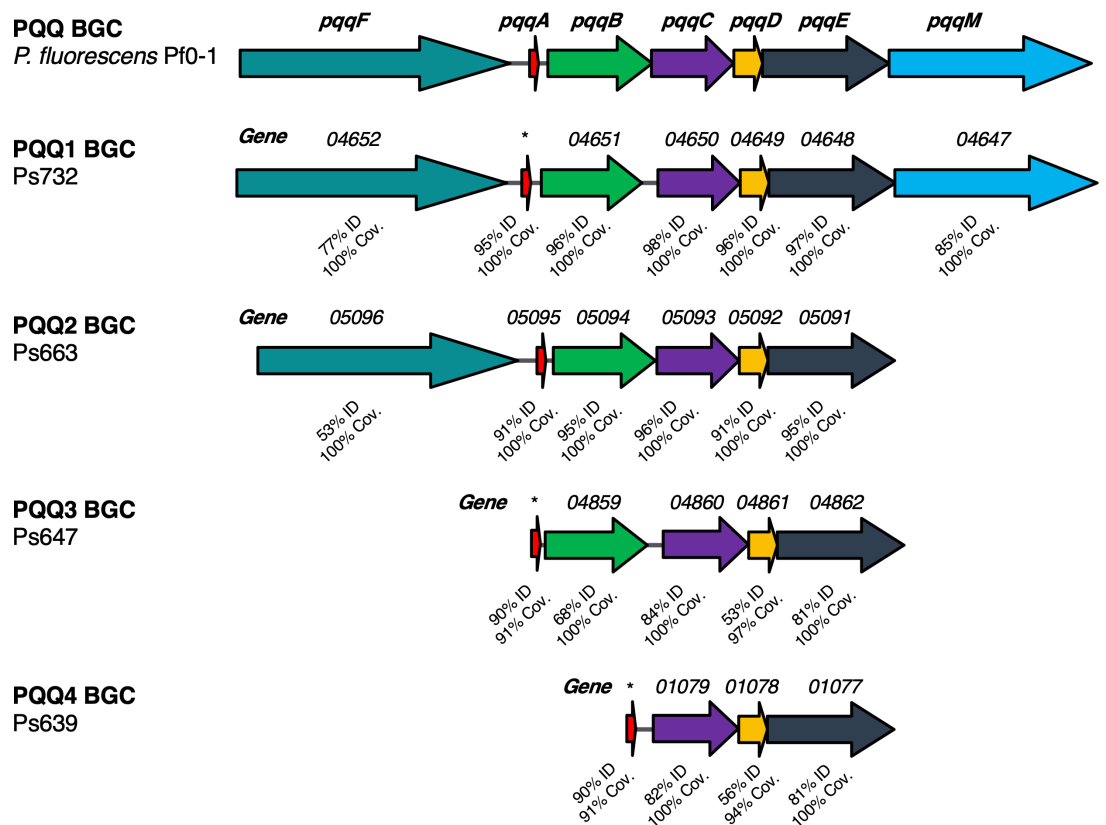 PQQ BGC
P. fluorescens Pf0-1
pqqF pqqA pqqB pqqC pqqD pqqE pqqM
PQQ1 BGC
Ps732
Gene 04652 * 04651 04650 04649 04648 04647
77% ID 95% ID 96% ID 98% ID 96% ID 97% ID 85% ID
100% Cov. 100% Cov. 100% Cov. 100% Cov. 100% Cov. 100% Cov. 100% Cov.
PQQ2 BGC
Ps663
Gene 05096 05095 05094 05093 05092 05091
53% ID 91% ID 95% ID 96% ID 91% ID 95% ID
100% Cov. 100% Cov. 100% Cov. 100% Cov. 100% Cov. 100% Cov.
PQQ3 BGC
Ps647
Gene * 04859 04860 04861 04862
90% ID 68% ID 84% ID 53% ID 81% ID
91% Cov. 100% Cov. 100% Cov. 97% Cov. 100% Cov.
PQQ4 BGC
Ps639
Gene * 01079 01078 01077
90% ID 82% ID 56% ID 81% ID
91% Cov. 100% Cov. 94% Cov. 100% Cov.